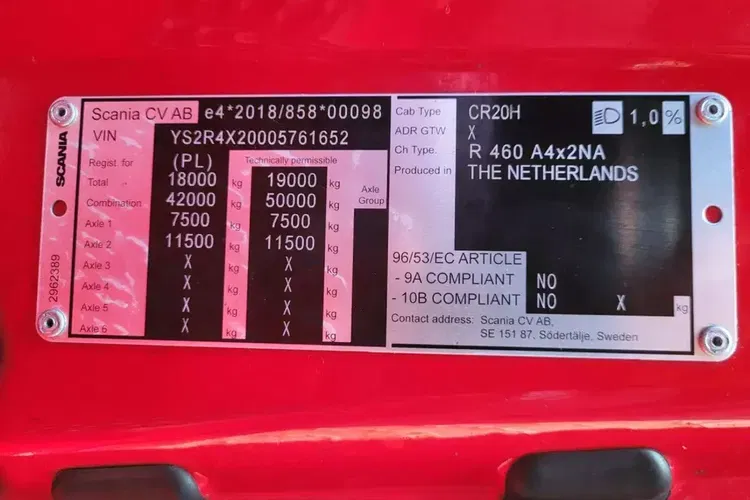 Scania CV AB e4*2018/858*00098
VIN YS2R4X20005761652
Regist. for (PL) Technically permissible
Total 18000 kg 19000 kg
Combination 42000 kg 50000 kg
Axle Group
Axle 1 7500 kg 7500 kg
Axle 2 11500 kg 11500 kg
Axle 3 X kg X kg
Axle 4 X kg X kg
Axle 5 X kg X kg
Axle 6 X kg X kg
SCANIA
2962389
Cab Type CR20H 1,0 %
ADR GTW X
Ch Type. R 460 A4x2NA
Produced in THE NETHERLANDS
96/53/EC ARTICLE
- 9A COMPLIANT NO
- 10B COMPLIANT NO X kg
Contact address: Scania CV AB,
SE 151 87, Södertälje, Sweden